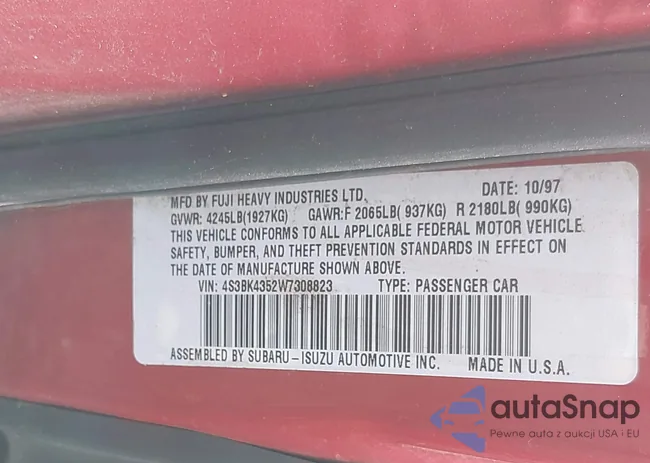 MFD BY FUJI HEAVY INDUSTRIES LTD. DATE: 10/97
GVWR: 4245LB(1927KG) GAWR:F 2065LB( 937KG) R 2180LB( 990KG)
THIS VEHICLE CONFORMS TO ALL APPLICABLE FEDERAL MOTOR VEHICLE
SAFETY, BUMPER, AND THEFT PREVENTION STANDARDS IN EFFECT ON
THE DATE OF MANUFACTURE SHOWN ABOVE.
VIN: 4S3BK4352W7308823 TYPE: PASSENGER CAR
ASSEMBLED BY SUBARU-ISUZU AUTOMOTIVE INC. MADE IN U.S.A.
autaSnap
Pewne auta z aukcji USA i EU